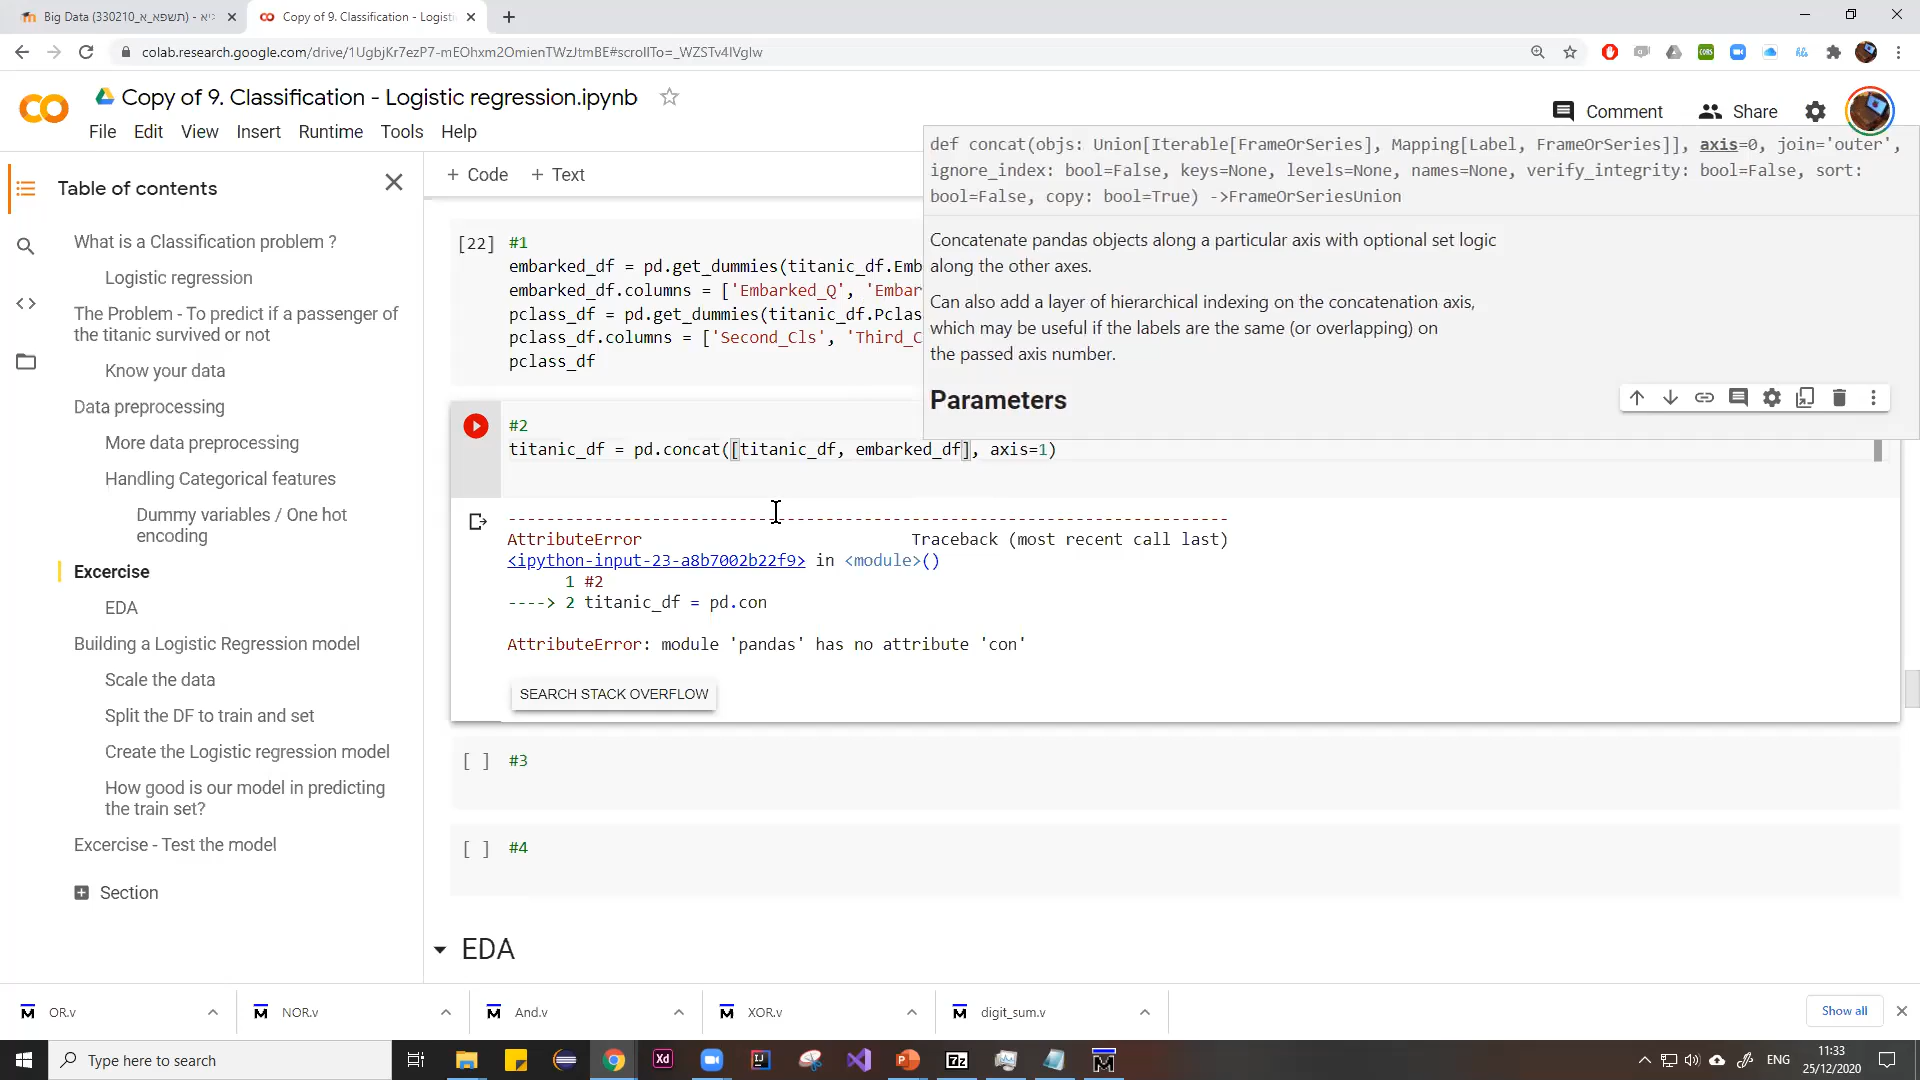 Big Data (330210_תשפא_א) - גיא
Copy of 9. Classification - Logisti
colab.research.google.com/drive/1UgbjKr7ezP7-mEOhxm2OmienTWzJtmBE#scrollTo=_WZSTv4lVglw
Copy of 9. Classification - Logistic regression.ipynb
File Edit View Insert Runtime Tools Help
Comment Share
Table of contents
What is a Classification problem ?
Logistic regression
The Problem - To predict if a passenger of
the titanic survived or not
Know your data
Data preprocessing
More data preprocessing
Handling Categorical features
Dummy variables / One hot
encoding
Excercise
EDA
Building a Logistic Regression model
Scale the data
Split the DF to train and set
Create the Logistic regression model
How good is our model in predicting
the train set?
Excercise - Test the model
Section
+ Code + Text
def concat(objs: Union[Iterable[FrameOrSeries], Mapping[Label, FrameOrSeries]], axis=0, join='outer',
ignore_index: bool=False, keys=None, levels=None, names=None, verify_integrity: bool=False, sort:
bool=False, copy: bool=True) ->FrameOrSeriesUnion
Concatenate pandas objects along a particular axis with optional set logic
along the other axes.
Can also add a layer of hierarchical indexing on the concatenation axis,
which may be useful if the labels are the same (or overlapping) on
the passed axis number.
Parameters
[22] #1
embarked_df = pd.get_dummies(titanic_df.Emb
embarked_df.columns = ['Embarked_Q', 'Embar
pclass_df = pd.get_dummies(titanic_df.Pclas
pclass_df.columns = ['Second_Cls', 'Third_C
pclass_df
#2
titanic_df = pd.concat([titanic_df, embarked_df], axis=1)
---------------------------------------------------------------------------
AttributeError Traceback (most recent call last)
<ipython-input-23-a8b7002b22f9> in <module>()
1 #2
----> 2 titanic_df = pd.con
AttributeError: module 'pandas' has no attribute 'con'
SEARCH STACK OVERFLOW
[ ] #3
[ ] #4
EDA
OR.v
NOR.v
And.v
XOR.v
digit_sum.v
Show all
Type here to search
ENG
11:33
25/12/2020